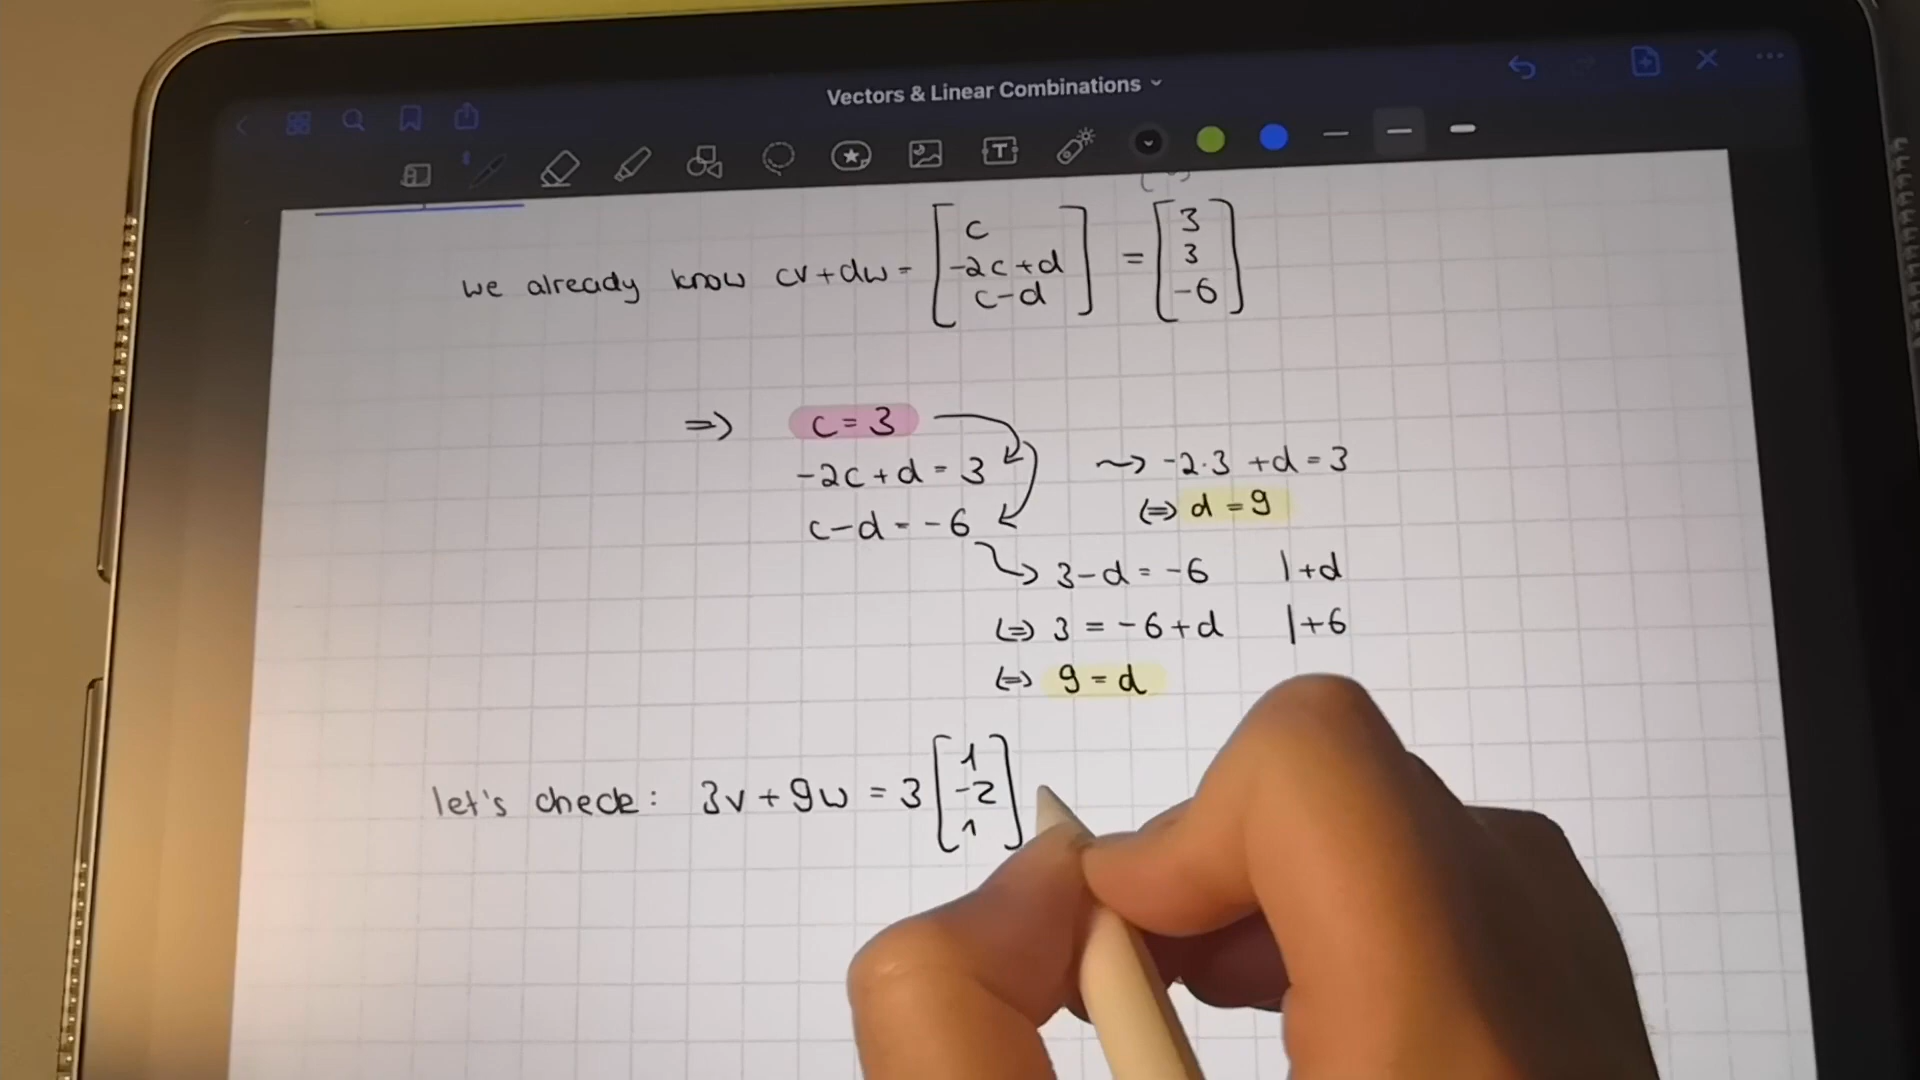 Vectors & Linear Combinations
we already know cv+dw = [c -2c+d c-d] = [3 3 -6]
=> c = 3
-2c+d = 3 ~> -2·3 +d = 3
<=> d = 9
c-d = -6
3-d = -6 |+d
<=> 3 = -6+d |+6
<=> 9 = d
let's check: 3v+9w = 3 [1 -2 1]